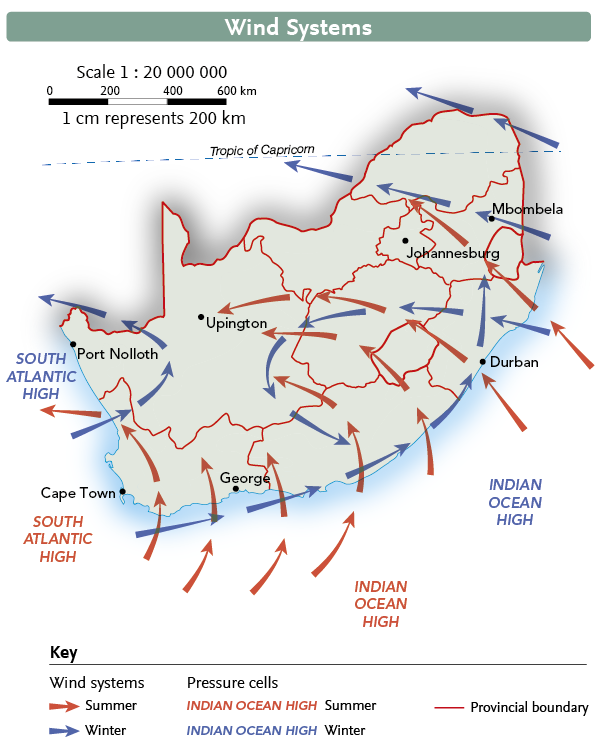 Wind Systems
Scale 1 : 20 000 000
0 200 400 600 km
1 cm represents 200 km
Tropic of Capricorn
Mbombela
Johannesburg
Upington
Port Nolloth
SOUTH
ATLANTIC
HIGH
Durban
George
Cape Town
INDIAN
OCEAN
HIGH
SOUTH
ATLANTIC
HIGH
INDIAN
OCEAN
HIGH
Key
Wind systems
Summer
Winter
Pressure cells
INDIAN OCEAN HIGH Summer
INDIAN OCEAN HIGH Winter
Provincial boundary